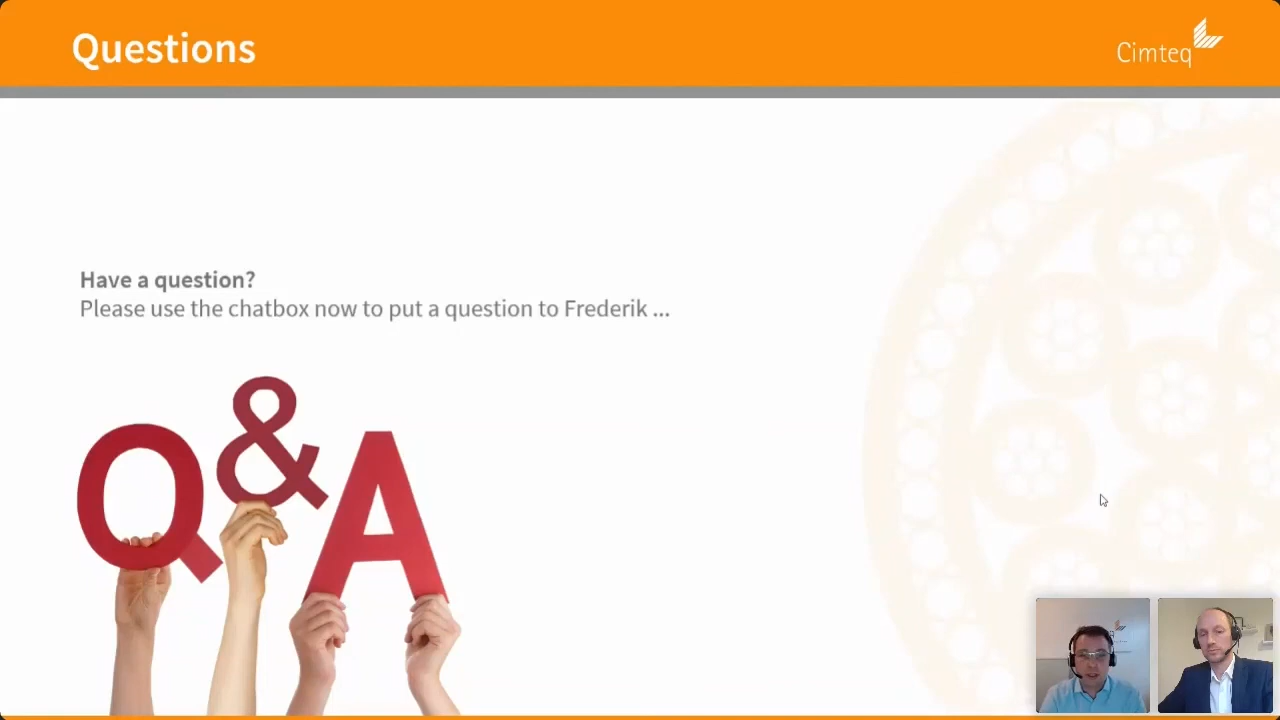 Questions
Cimteq
Have a question?
Please use the chatbox now to put a question to Frederik ...
Q&A